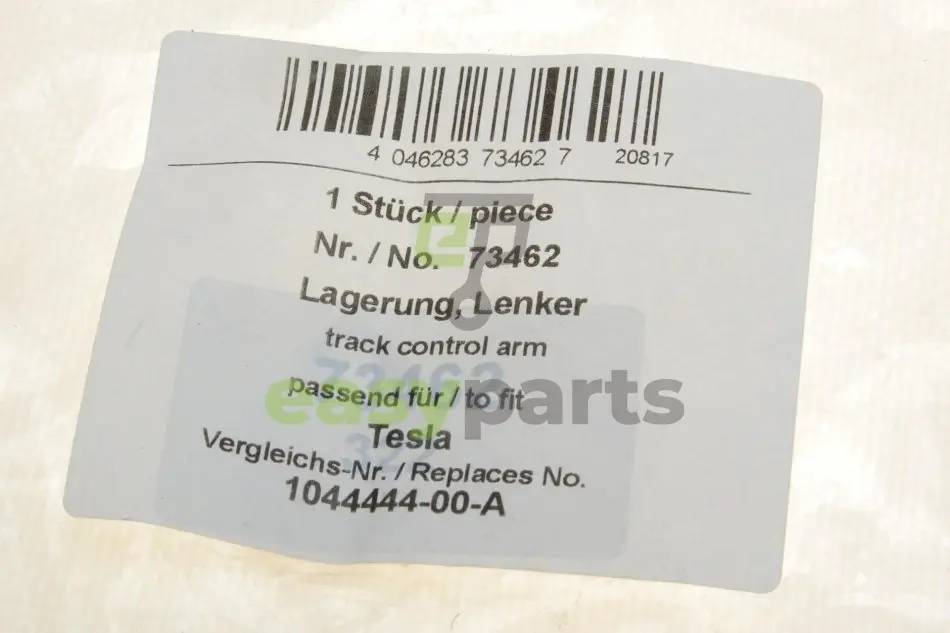 4 046283 73462 7 20817
1 Stück / piece
Nr. / No. 73462
Lagerung, Lenker
track control arm
passend für / to fit
easyparts
Tesla
Vergleichs-Nr. / Replaces No.
1044444-00-A